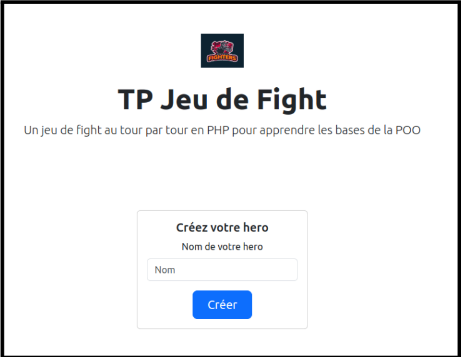 FIGHTERS
TP Jeu de Fight
Un jeu de fight au tour par tour en PHP pour apprendre les bases de la POO
Créez votre hero
Nom de votre hero
Nom
Créer